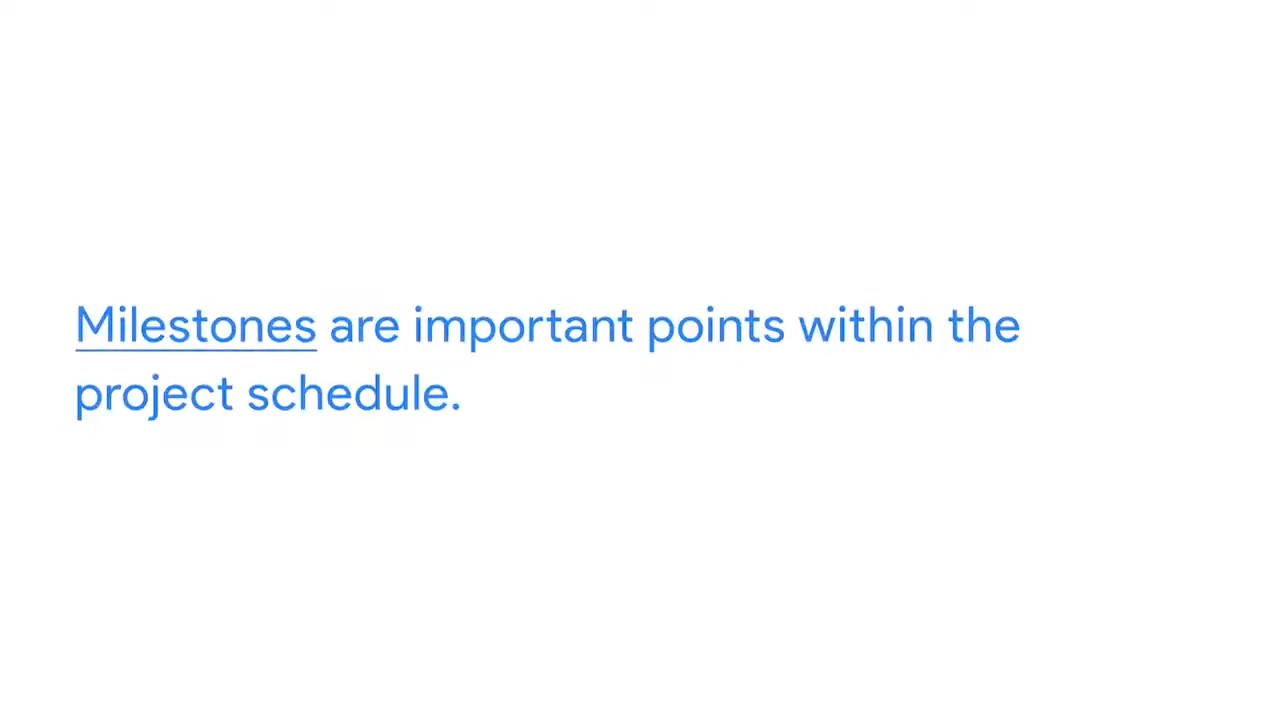 Milestones are important points within the
project schedule.